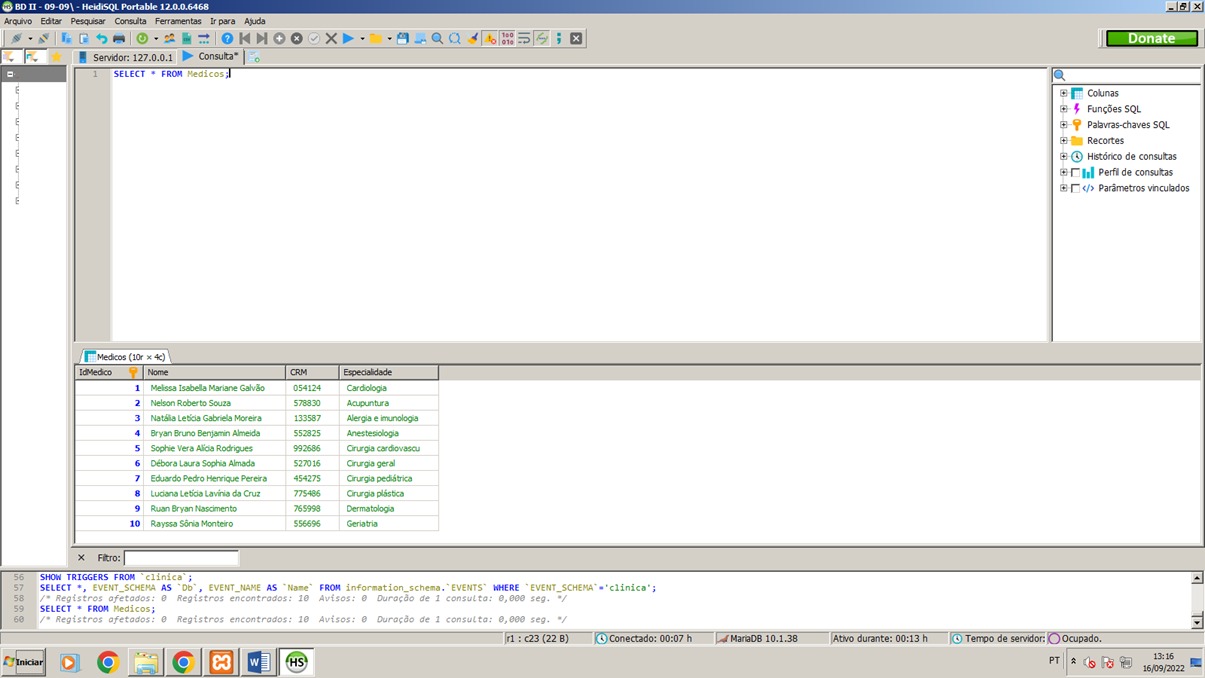 BD II - 09-09\ - HeidiSQL Portable 12.0.0.6468
Arquivo Editar Pesquisar Consulta Ferramentas Ir para Ajuda
Donate
Servidor: 127.0.0.1 Consulta*
1 SELECT * FROM Medicos;
Colunas
Funções SQL
Palavras-chaves SQL
Recortes
Histórico de consultas
Perfil de consultas
Parâmetros vinculados
Medicos (10r × 4c)
IdMedico Nome CRM Especialidade
1 Melissa Isabella Mariane Galvão 054124 Cardiologia
2 Nelson Roberto Souza 578830 Acupuntura
3 Natália Letícia Gabriela Moreira 133587 Alergia e imunologia
4 Bryan Bruno Benjamin Almeida 552825 Anestesiologia
5 Sophie Vera Alícia Rodrigues 992686 Cirurgia cardiovascu
6 Débora Laura Sophia Almada 527016 Cirurgia geral
7 Eduardo Pedro Henrique Pereira 454275 Cirurgia pediátrica
8 Luciana Letícia Lavínia da Cruz 775486 Cirurgia plástica
9 Ruan Bryan Nascimento 765998 Dermatologia
10 Rayssa Sônia Monteiro 556696 Geriatria
Filtro:
56 SHOW TRIGGERS FROM `clinica`;
57 SELECT *, EVENT_SCHEMA AS `Db`, EVENT_NAME AS `Name` FROM information_schema.`EVENTS` WHERE `EVENT_SCHEMA`='clinica';
58 /* Registros afetados: 0 Registros encontrados: 10 Avisos: 0 Duração de 1 consulta: 0,000 seg. */
59 SELECT * FROM Medicos;
60 /* Registros afetados: 0 Registros encontrados: 10 Avisos: 0 Duração de 1 consulta: 0,000 seg. */
r1 : c23 (22 B) Conectado: 00:07 h MariaDB 10.1.38 Ativo durante: 00:13 h Tempo de servidor: Ocupado.
Iniciar HS PT 13:16
16/09/2022